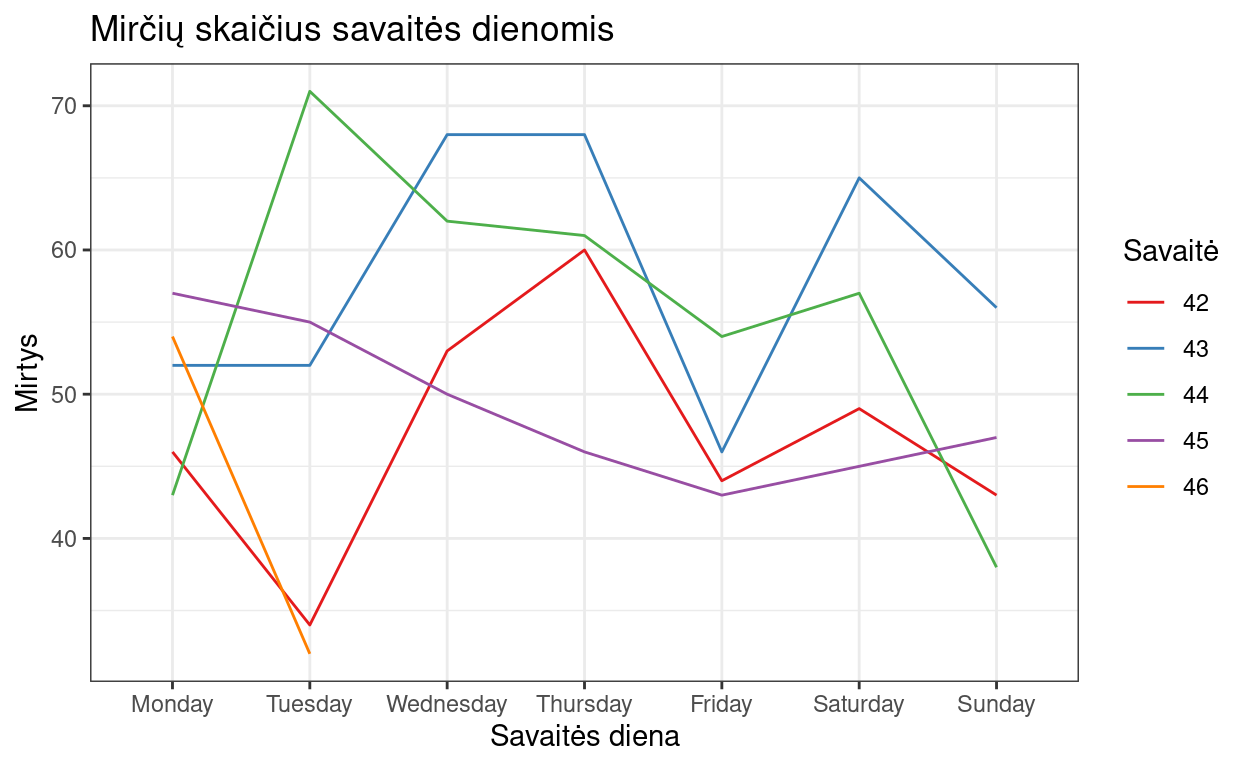 Mirčių skaičius savaitės dienomis
70
60
50
40
Mirtys
Monday Tuesday Wednesday Thursday Friday Saturday Sunday
Savaitės diena
Savaitė
42
43
44
45
46